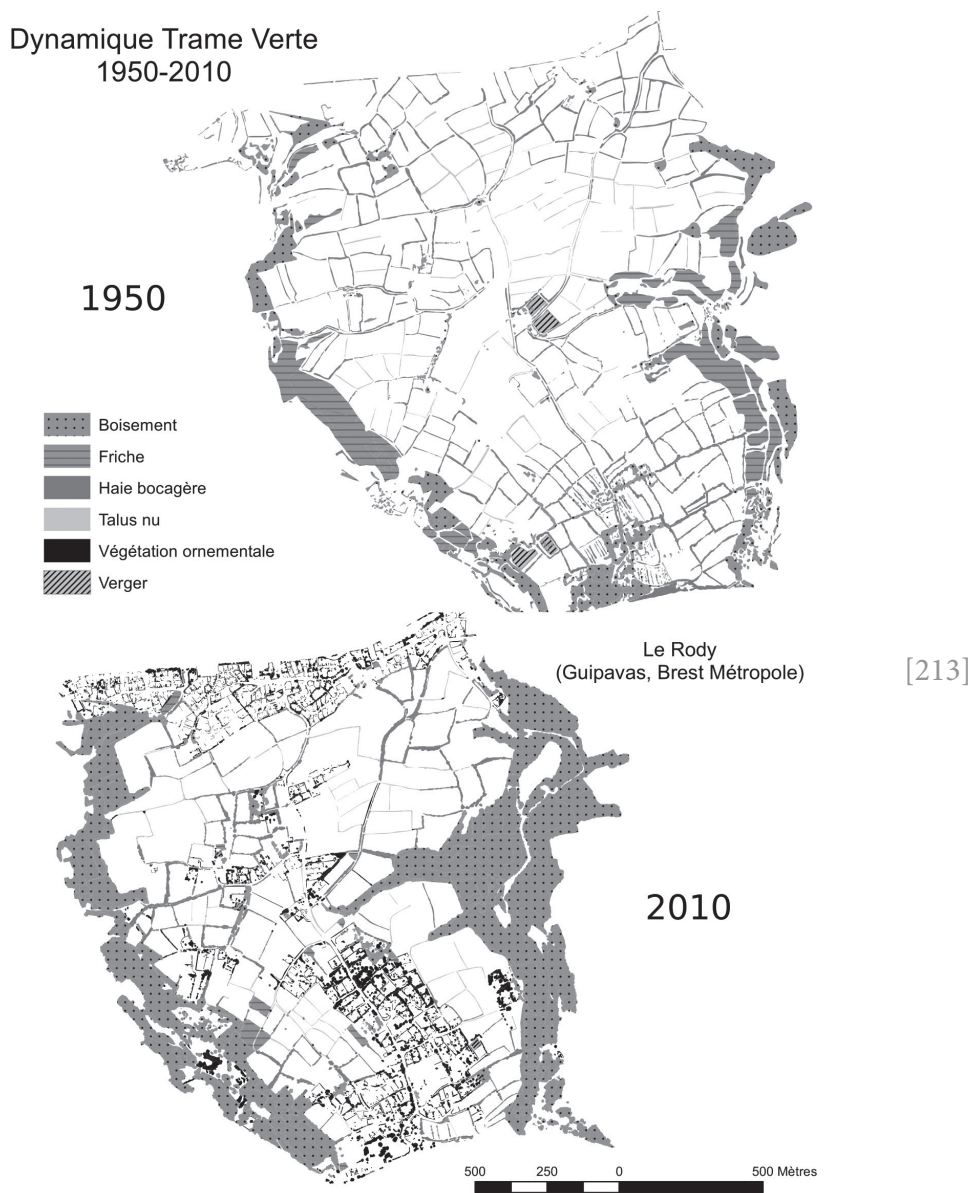 Dynamique Trame Verte
1950-2010
1950
Boisement
Friche
Haie bocagère
Talus nu
Végétation ornementale
Verger
Le Rody
(Guipavas, Brest Métropole)
[213]
2010
500 250 0 500 Mètres